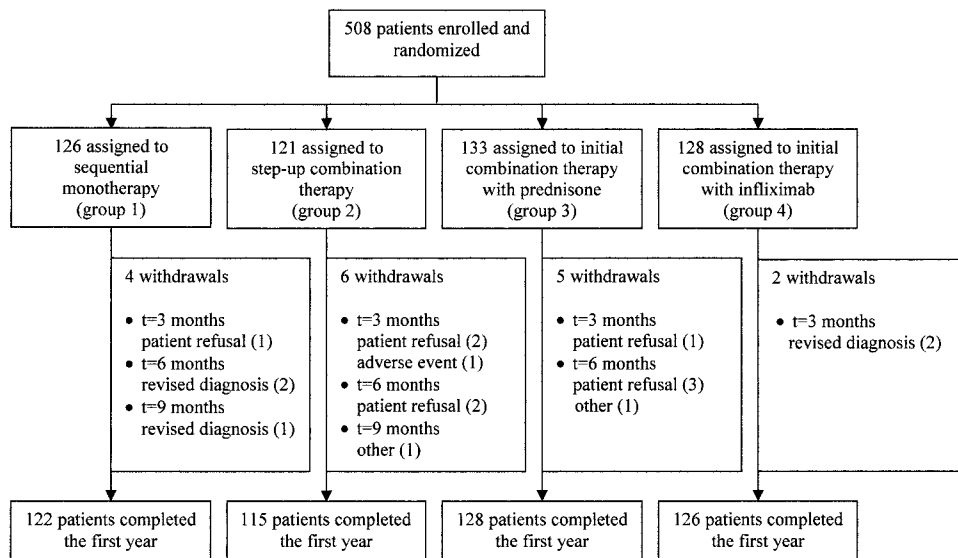 508 patients enrolled and
randomized
126 assigned to
sequential
monotherapy
(group 1)
121 assigned to
step-up combination
therapy
(group 2)
133 assigned to initial
combination therapy
with prednisone
(group 3)
128 assigned to initial
combination therapy
with infliximab
(group 4)
4 withdrawals
• t=3 months
patient refusal (1)
• t=6 months
revised diagnosis (2)
• t=9 months
revised diagnosis (1)
6 withdrawals
• t=3 months
patient refusal (2)
adverse event (1)
• t=6 months
patient refusal (2)
• t=9 months
other (1)
5 withdrawals
• t=3 months
patient refusal (1)
• t=6 months
patient refusal (3)
other (1)
2 withdrawals
• t=3 months
revised diagnosis (2)
122 patients completed
the first year
115 patients completed
the first year
128 patients completed
the first year
126 patients completed
the first year